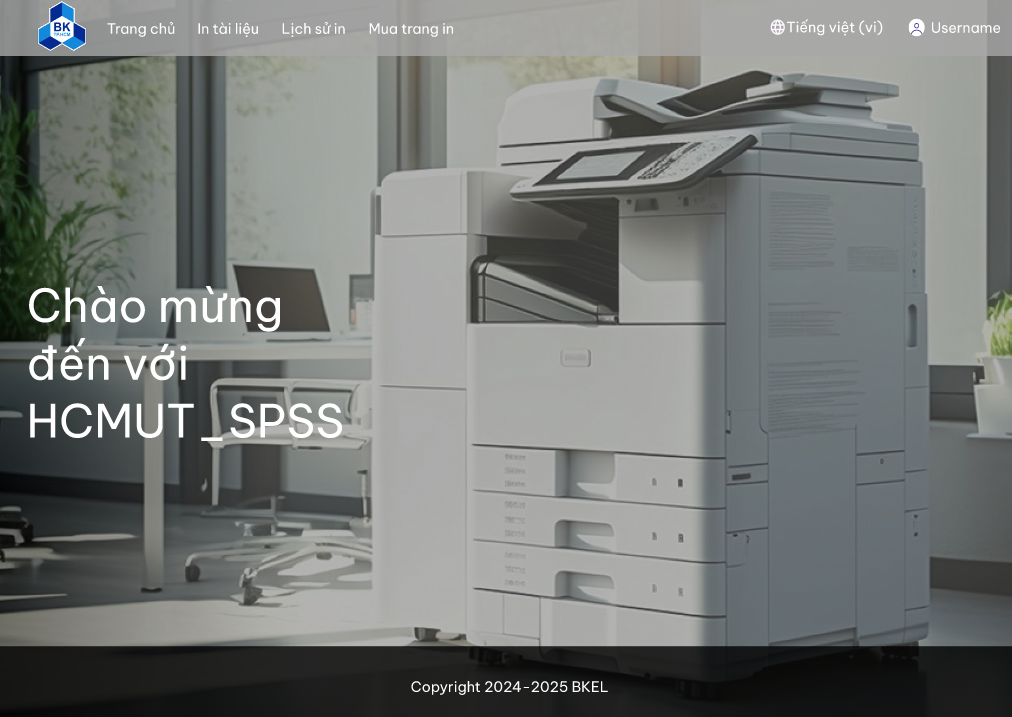 BK
TP.HCM
Trang chủ
In tài liệu
Lịch sử in
Mua trang in
Tiếng việt (vi)
Username
Chào mừng
đến với
HCMUT_SPSS
Copyright 2024-2025 BKEL